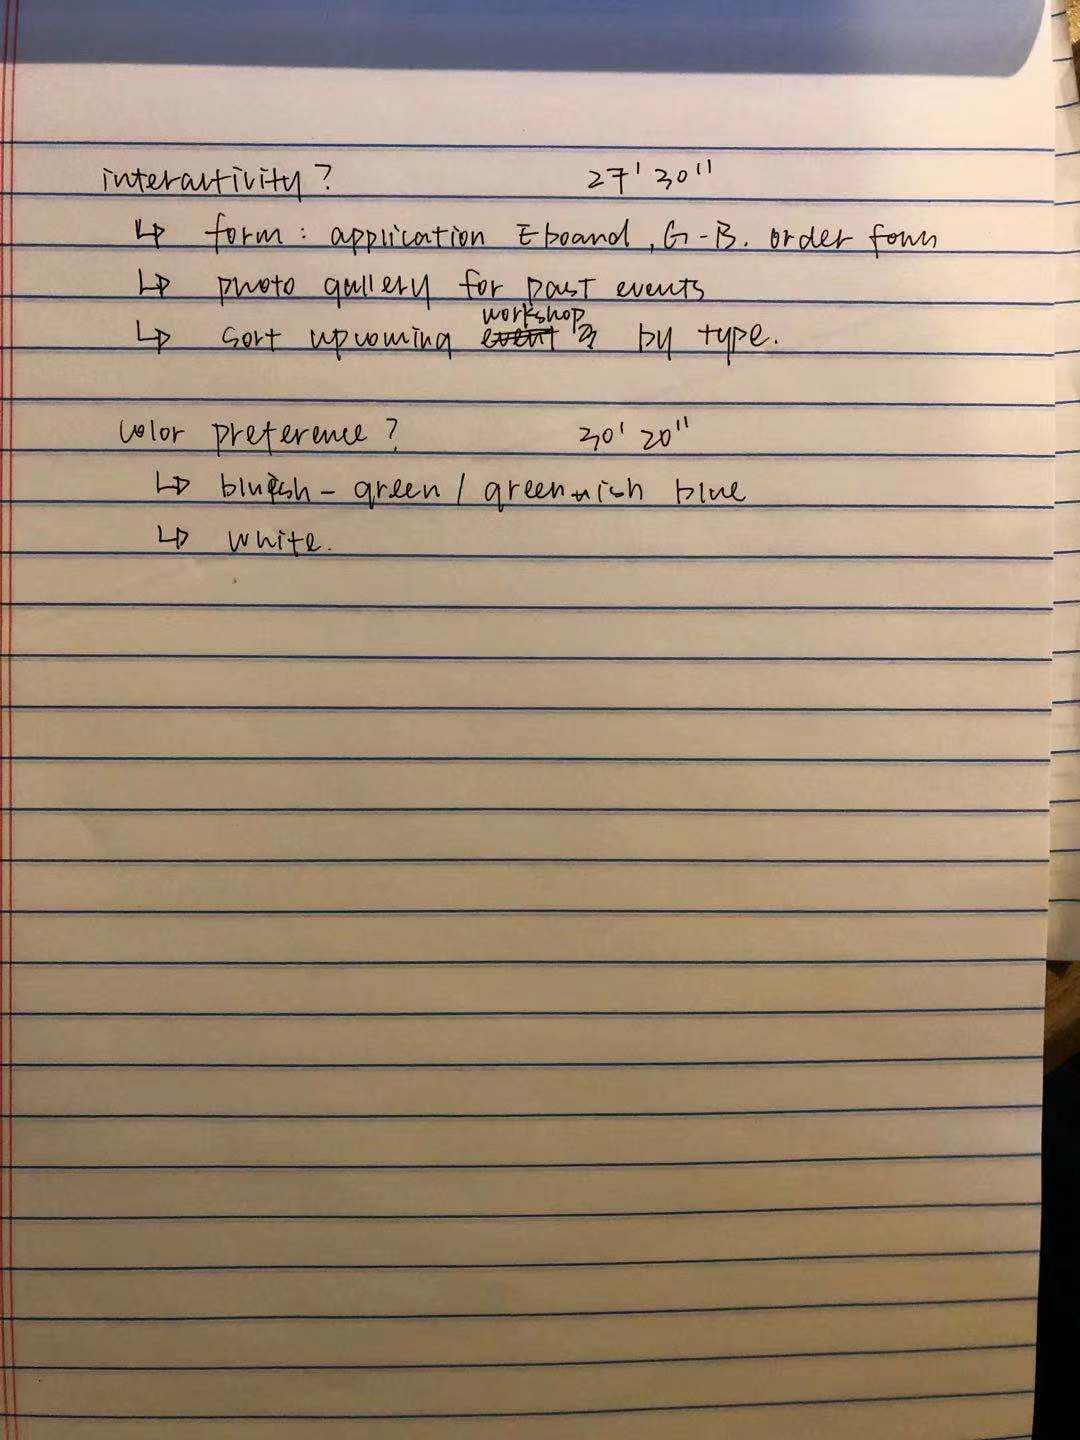 interactivity? 27' 30"
↳ form: application Eboard, G-B. order form
↳ photo gallery for past events
↳ sort upcoming workshops by type.
color preference? 30' 20"
↳ bluish-green / greenish blue
↳ white.